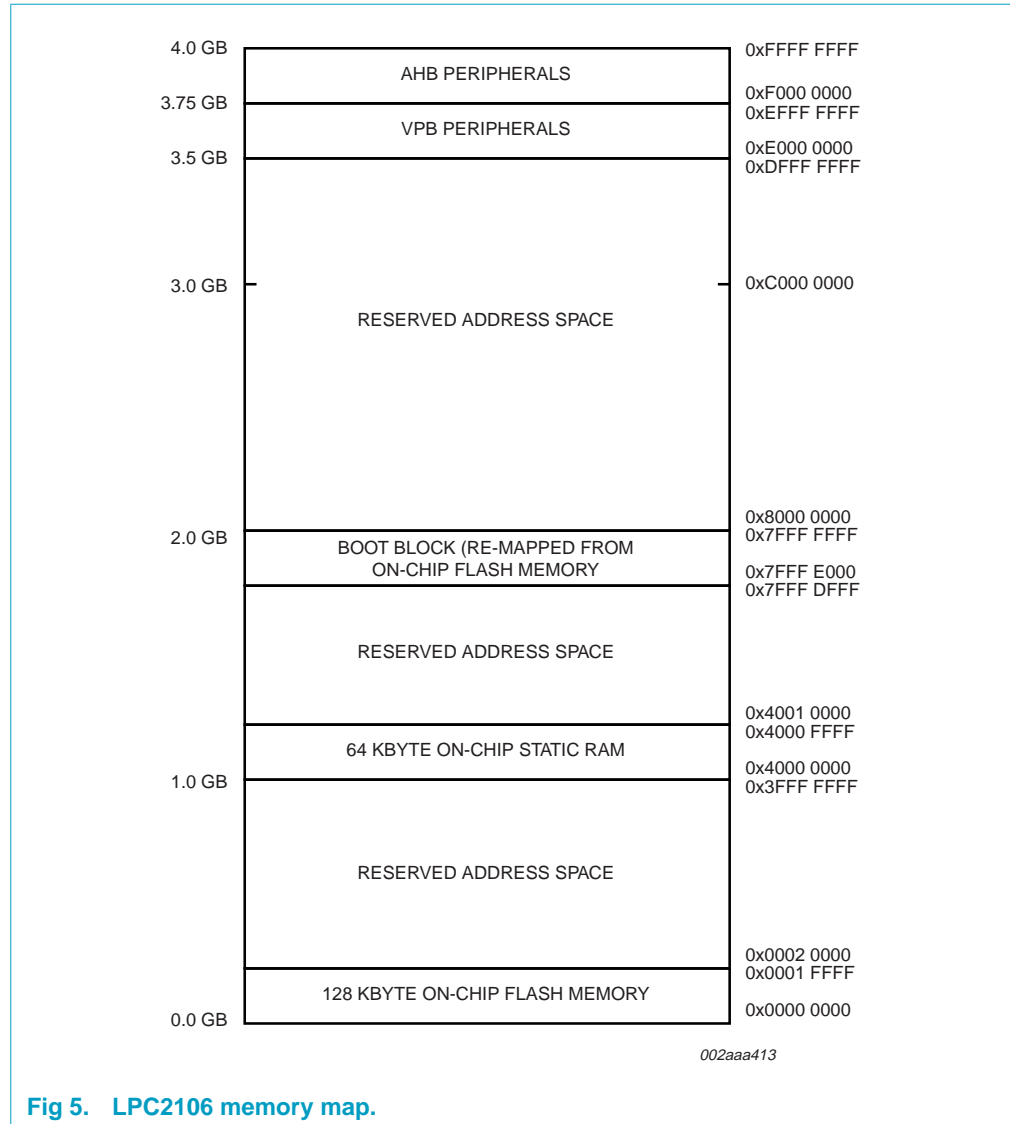 4.0 GB
0xFFFF FFFF
AHB PERIPHERALS
0xF000 0000
3.75 GB
0xEFFF FFFF
VPB PERIPHERALS
0xE000 0000
3.5 GB
0xDFFF FFFF
3.0 GB
0xC000 0000
RESERVED ADDRESS SPACE
0x8000 0000
2.0 GB
0x7FFF FFFF
BOOT BLOCK (RE-MAPPED FROM
ON-CHIP FLASH MEMORY
0x7FFF E000
0x7FFF DFFF
RESERVED ADDRESS SPACE
0x4001 0000
0x4000 FFFF
64 KBYTE ON-CHIP STATIC RAM
0x4000 0000
1.0 GB
0x3FFF FFFF
RESERVED ADDRESS SPACE
0x0002 0000
0x0001 FFFF
128 KBYTE ON-CHIP FLASH MEMORY
0x0000 0000
0.0 GB
002aaa413
Fig 5. LPC2106 memory map.